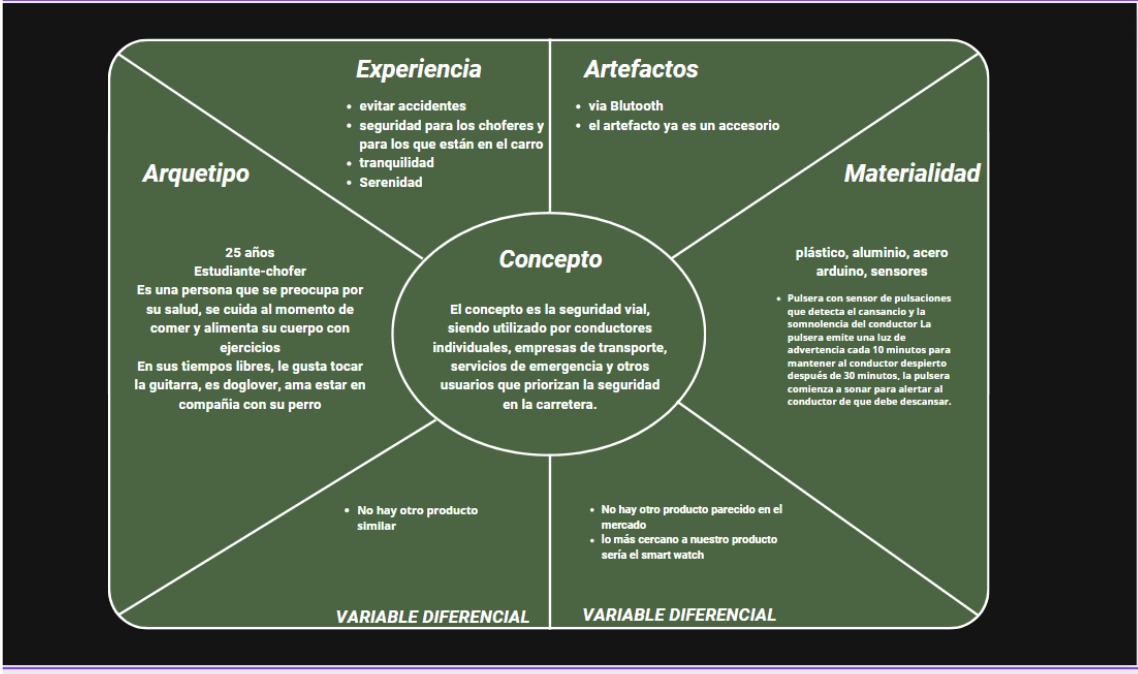 Experiencia
• evitar accidentes
• seguridad para los choferes y
para los que están en el carro
• tranquilidad
• Serenidad
Artefactos
• via Blutooth
• el artefacto ya es un accesorio
Arquetipo
25 años
Estudiante-chofer
Es una persona que se preocupa por
su salud, se cuida al momento de
comer y alimenta su cuerpo con
ejercicios
En sus tiempos libres, le gusta tocar
la guitarra, es doglover, ama estar en
compañia con su perro
Concepto
El concepto es la seguridad vial,
siendo utilizado por conductores
individuales, empresas de transporte,
servicios de emergencia y otros
usuarios que priorizan la seguridad
en la carretera.
Materialidad
plástico, aluminio, acero
arduino, sensores
• Pulsera con sensor de pulsaciones
que detecta el cansancio y la
somnolencia del conductor La
pulsera emite una luz de
advertencia cada 10 minutos para
mantener al conductor despierto
después de 30 minutos, la pulsera
comienza a sonar para alertar al
conductor de que debe descansar.
• No hay otro producto
similar
VARIABLE DIFERENCIAL
• No hay otro producto parecido en el
mercado
• lo más cercano a nuestro producto
sería el smart watch
VARIABLE DIFERENCIAL